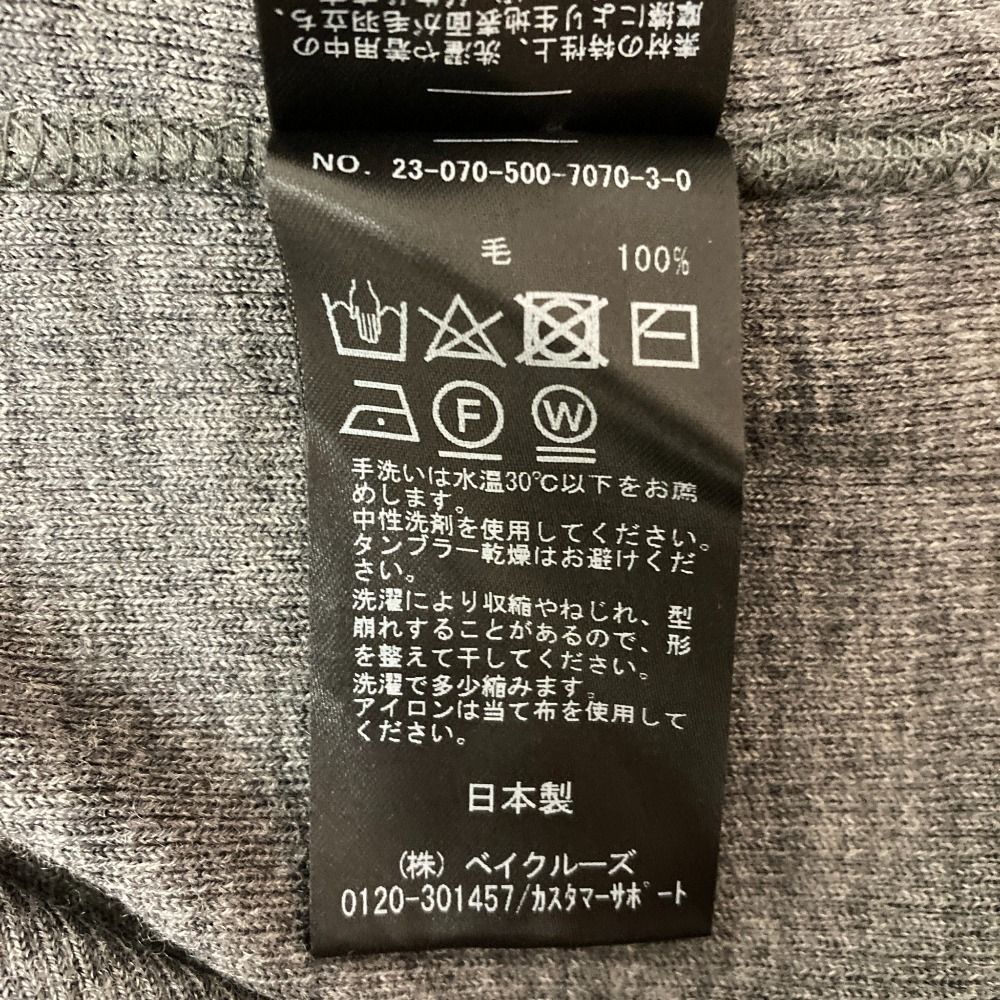 素材の特性上、洗濯や着用中の
摩擦により生地表面が毛羽立ち、
NO. 23-070-500-7070-3-0
毛 100%
F W
手洗いは水温30℃以下をお薦
めします。
中性洗剤を使用してください。
タンブラー乾燥はお避けくだ
さい。
洗濯により収縮やねじれ、型
崩れすることがあるので、形
を整えて干してください。
洗濯で多少縮みます。
アイロンは当て布を使用して
ください。
日本製
(株) ベイクルーズ
0120-301457/ｶｽﾀﾏｰｻﾎﾟｰﾄ